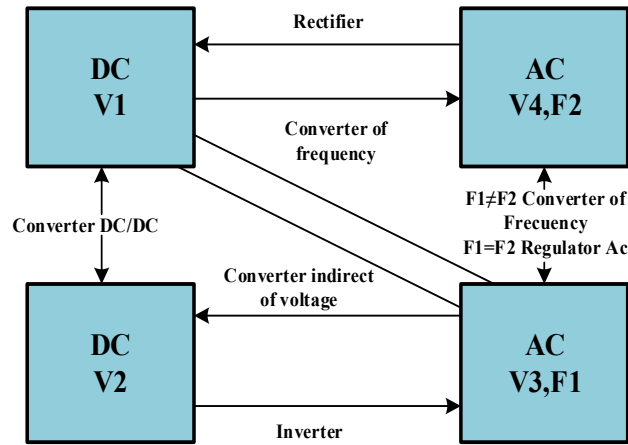 Rectifier
DC
V1
AC
V4,F2
Converter of
frequency
F1≠F2 Converter of
Frecuency
F1=F2 Regulator Ac
Converter DC/DC
Converter indirect
of voltage
DC
V2
AC
V3,F1
Inverter